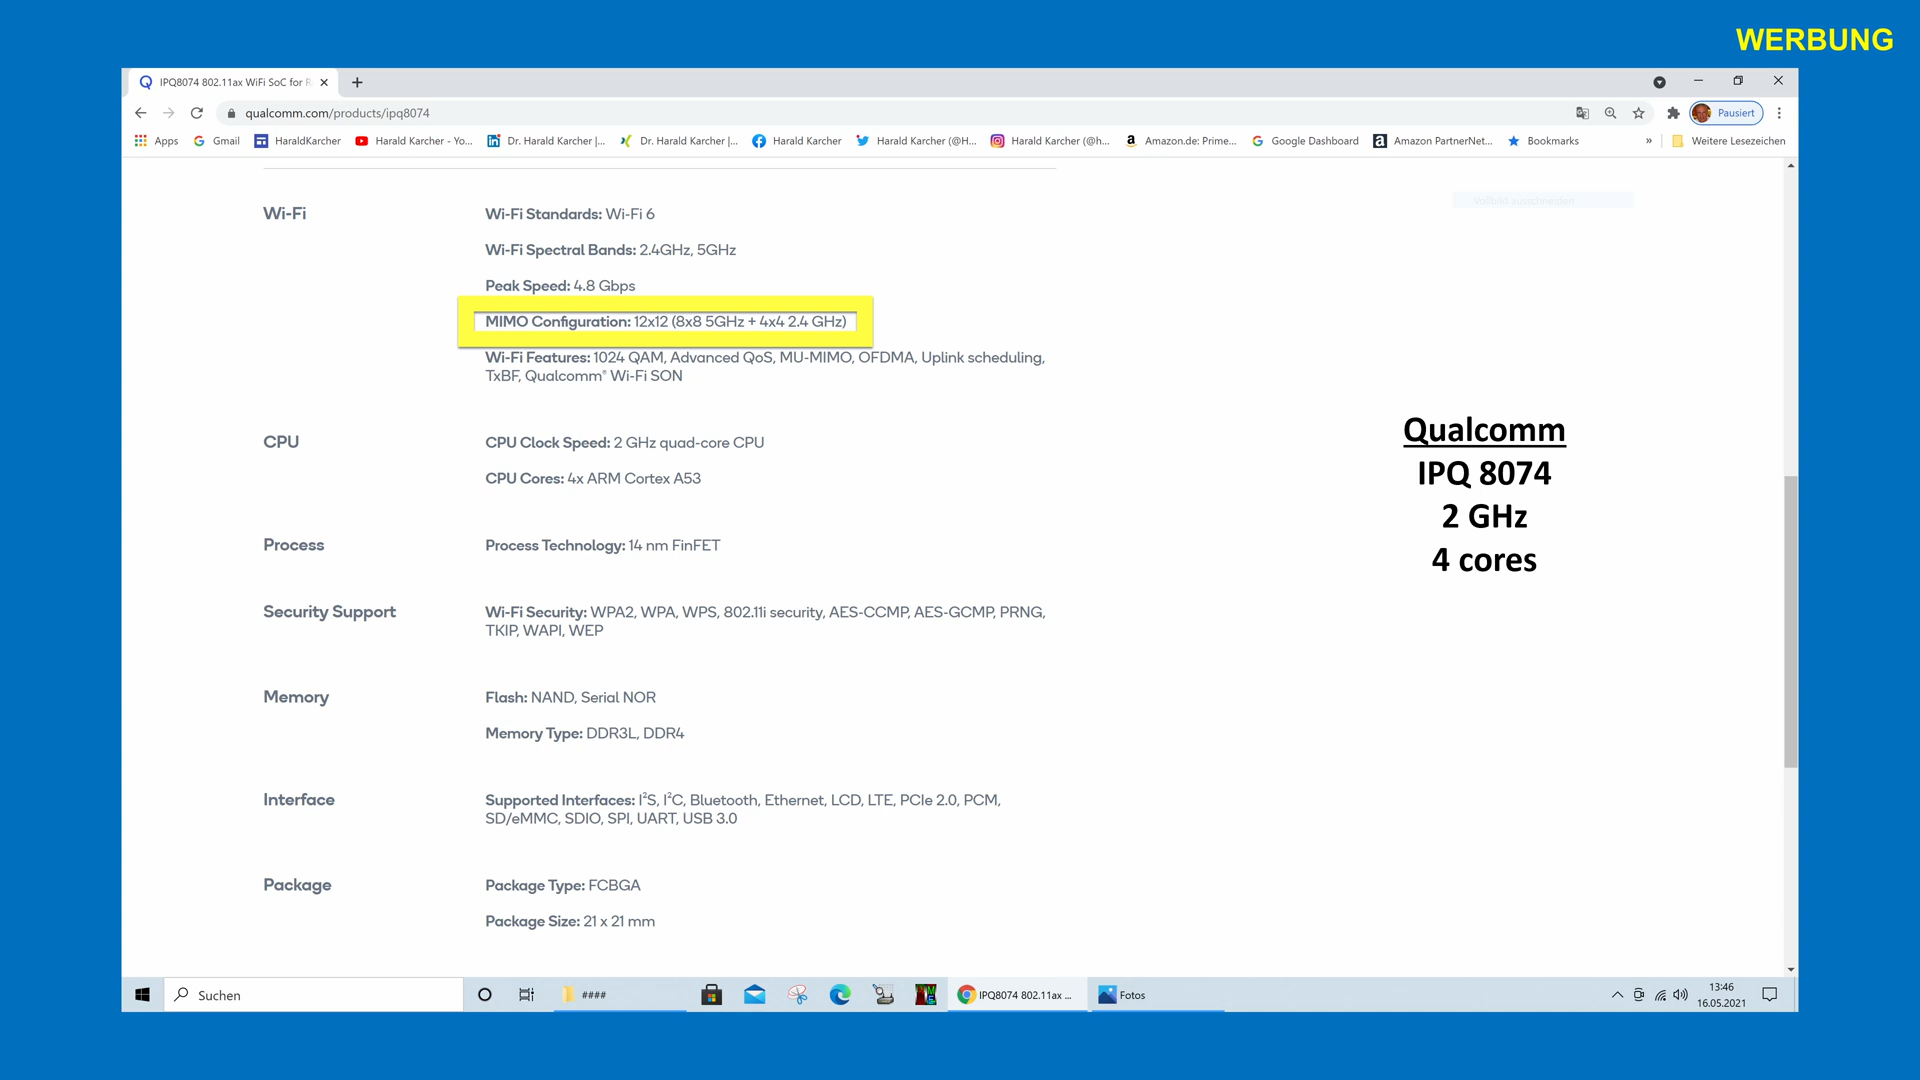 WERBUNG
IPQ8074 802.11ax WiFi SoC for R
qualcomm.com/products/ipq8074
Pausiert
Apps
Gmail
HaraldKarcher
Harald Karcher - Yo...
Dr. Harald Karcher |...
Dr. Harald Karcher |...
Harald Karcher
Harald Karcher (@H...
Harald Karcher (@h...
Amazon.de: Prime...
Google Dashboard
Amazon PartnerNet...
Bookmarks
»
Weitere Lesezeichen
Vollbild ausschneiden
Wi-Fi
Wi-Fi Standards: Wi-Fi 6
Wi-Fi Spectral Bands: 2.4GHz, 5GHz
Peak Speed: 4.8 Gbps
MIMO Configuration: 12x12 (8x8 5GHz + 4x4 2.4 GHz)
Wi-Fi Features: 1024 QAM, Advanced QoS, MU-MIMO, OFDMA, Uplink scheduling,
TxBF, Qualcomm® Wi-Fi SON
CPU
CPU Clock Speed: 2 GHz quad-core CPU
CPU Cores: 4x ARM Cortex A53
Process
Process Technology: 14 nm FinFET
Security Support
Wi-Fi Security: WPA2, WPA, WPS, 802.11i security, AES-CCMP, AES-GCMP, PRNG,
TKIP, WAPI, WEP
Memory
Flash: NAND, Serial NOR
Memory Type: DDR3L, DDR4
Interface
Supported Interfaces: I²S, I²C, Bluetooth, Ethernet, LCD, LTE, PCIe 2.0, PCM,
SD/eMMC, SDIO, SPI, UART, USB 3.0
Package
Package Type: FCBGA
Package Size: 21 x 21 mm
Qualcomm
IPQ 8074
2 GHz
4 cores
Suchen
####
IPQ8074 802.11ax ...
Fotos
13:46
16.05.2021